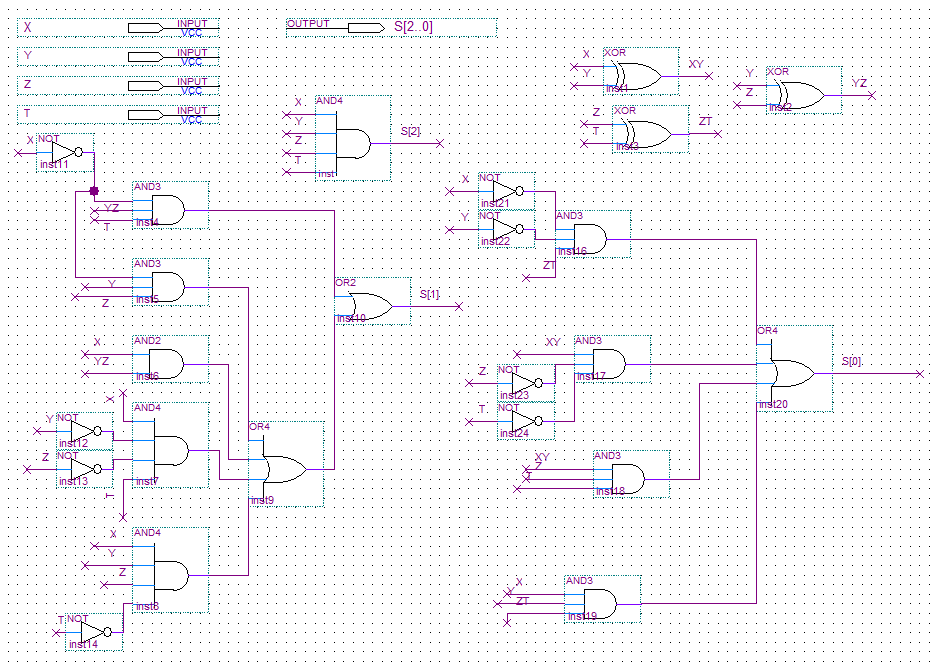 X INPUT VCC
OUTPUT S[2..0]
Y INPUT VCC
Z INPUT VCC
T INPUT VCC
X
Y
XOR
inst1
XY
Y
Z
XOR
inst2
YZ
Z
T
XOR
inst3
ZT
X
Y
Z
T
AND4
inst
S[2]
X
NOT
inst11
YZ
T
AND3
inst4
Y
Z
AND3
inst5
X
YZ
AND2
inst6
X
Y
NOT
inst12
Z
NOT
inst13
T
AND4
inst7
X
Y
Z
AND4
inst8
T
NOT
inst14
OR4
inst9
OR2
inst10
S[1]
X
NOT
inst21
Y
NOT
inst22
ZT
AND3
inst16
XY
Z
NOT
inst23
T
NOT
inst24
AND3
inst17
XY
Z
T
AND3
inst18
X
Y
ZT
AND3
inst19
OR4
inst20
S[0]